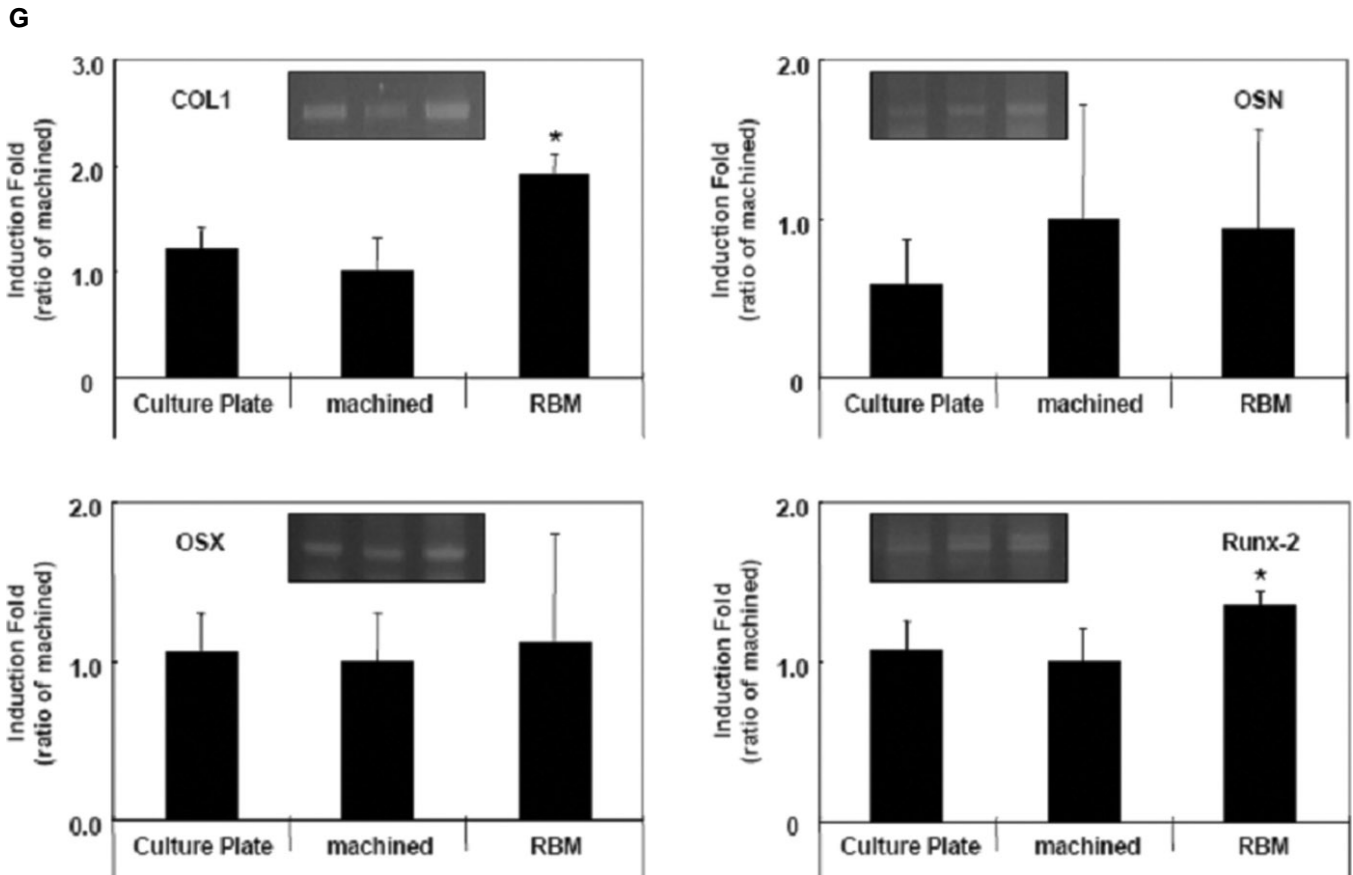 G
COL1
*
3.0
2.0
1.0
0
Induction Fold
(ratio of machined)
Culture Plate
machined
RBM
OSN
2.0
1.0
0
Induction Fold
(ratio of machined)
Culture Plate
machined
RBM
OSX
2.0
1.0
0.0
Induction Fold
(ratio of machined)
Culture Plate
machined
RBM
Runx-2
*
2.0
1.0
0
Induction Fold
(ratio of machined)
Culture Plate
machined
RBM